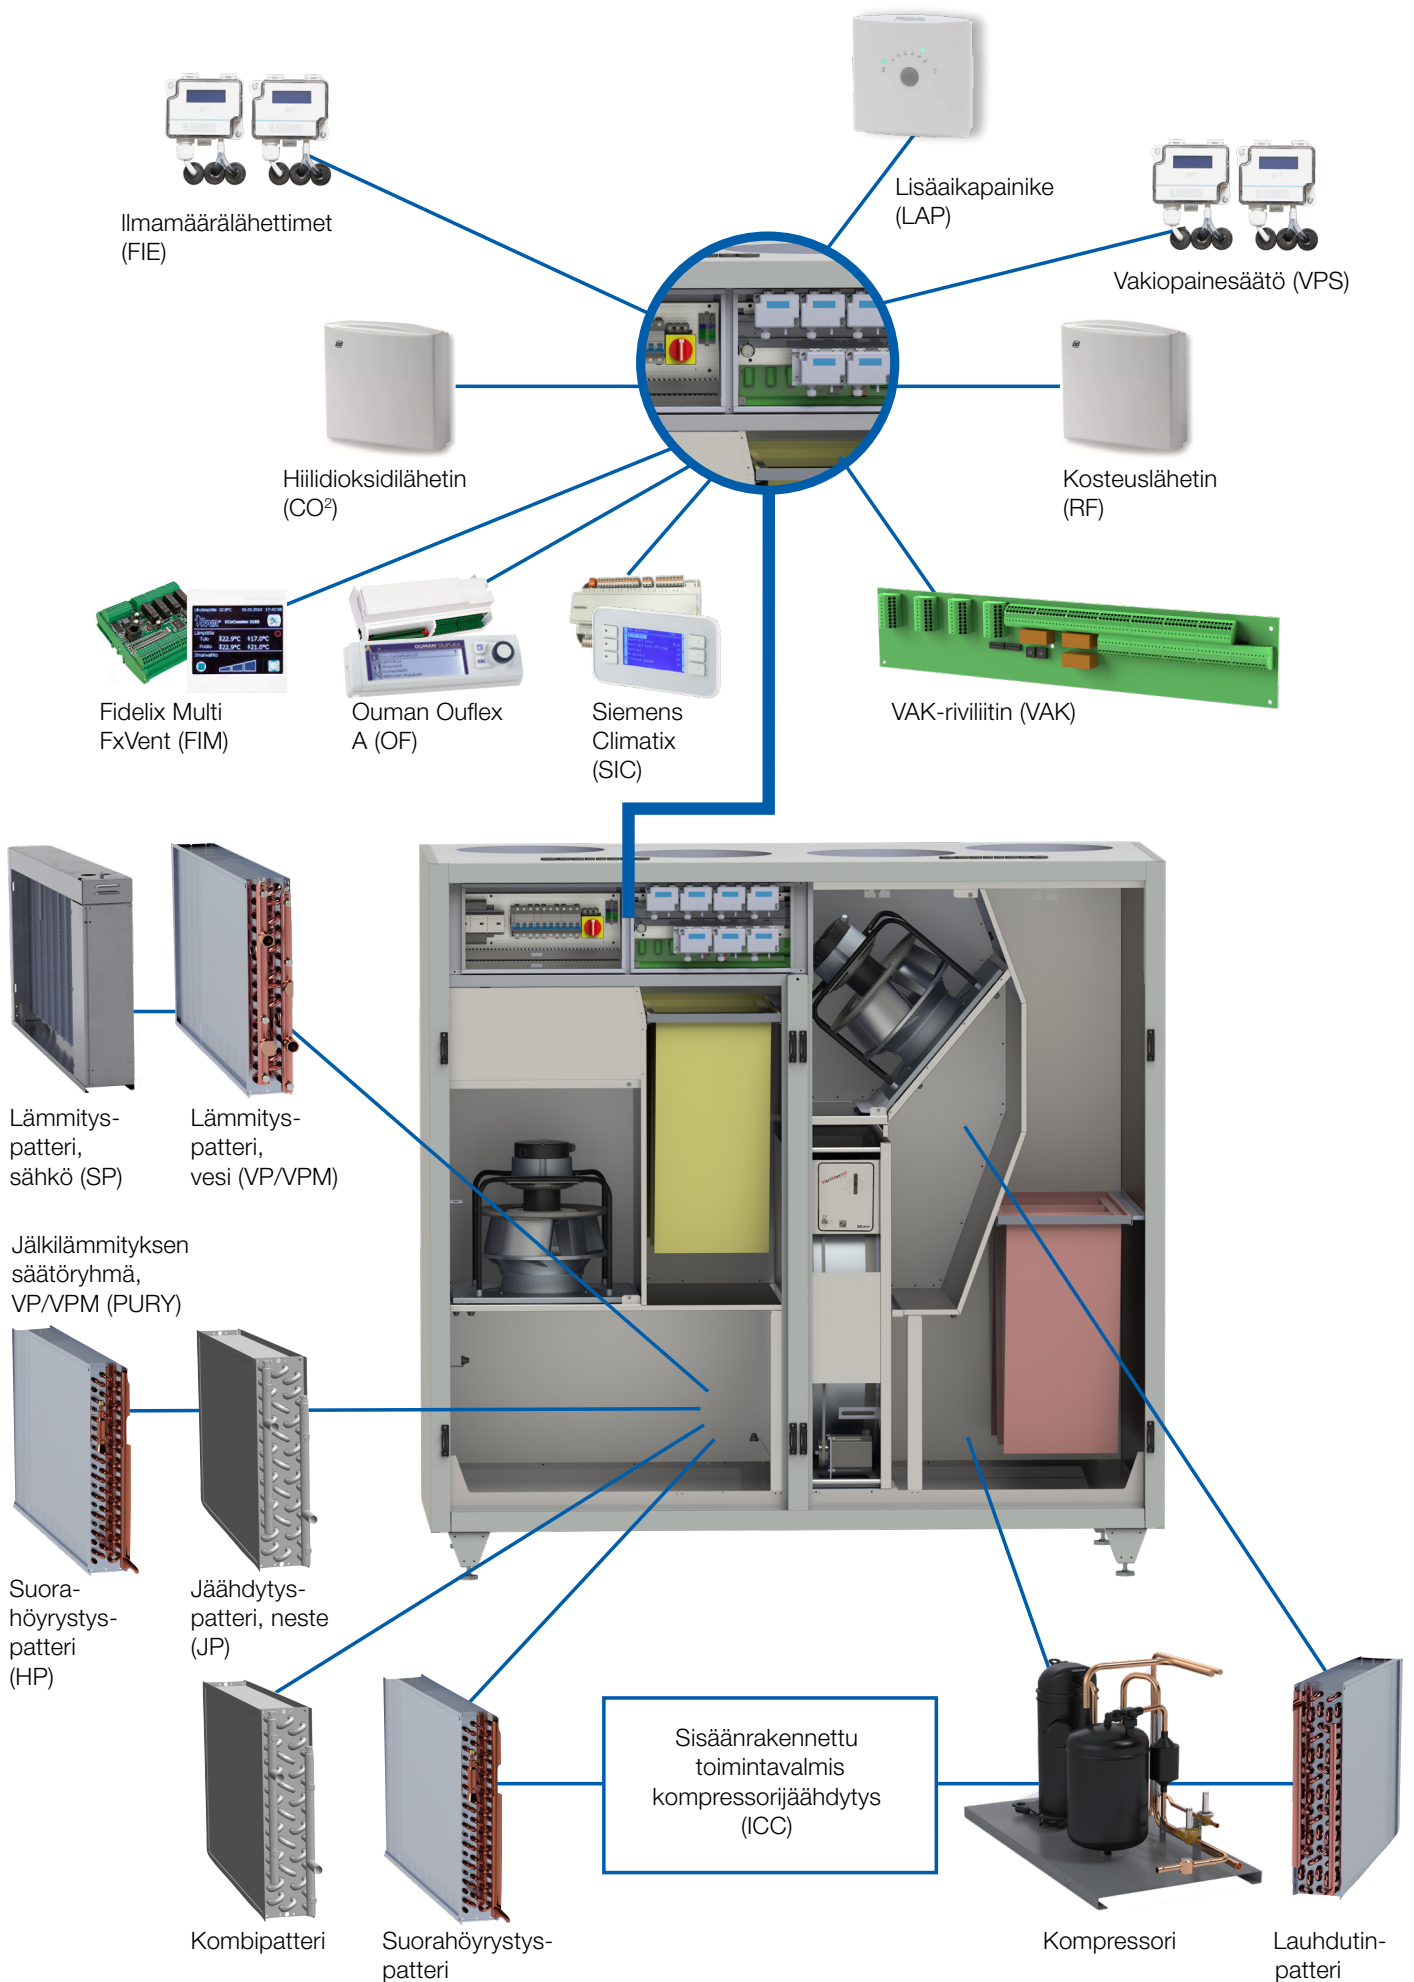 Lisäaikapainike
(LAP)
Ilmamäärälähettimet
(FIE)
Vakiopainesäätö (VPS)
Hiilidioksidilähetin
(CO²)
Kosteuslähetin
(RF)
OUMAN OUFLEX
Fidelix Multi
FxVent (FIM)
Ouman Ouflex
A (OF)
Siemens
Climatix
(SIC)
VAK-riviliitin (VAK)
Lämmitys-
patteri,
sähkö (SP)
Lämmitys-
patteri,
vesi (VP/VPM)
Jälkilämmityksen
säätöryhmä,
VP/VPM (PURY)
Suora-
höyrystys-
patteri
(HP)
Jäähdytys-
patteri, neste
(JP)
Sisäänrakennettu
toimintavalmis
kompressorijäähdytys
(ICC)
Kombipatteri
Suorahöyrystys-
patteri
Kompressori
Lauhdutin-
patteri